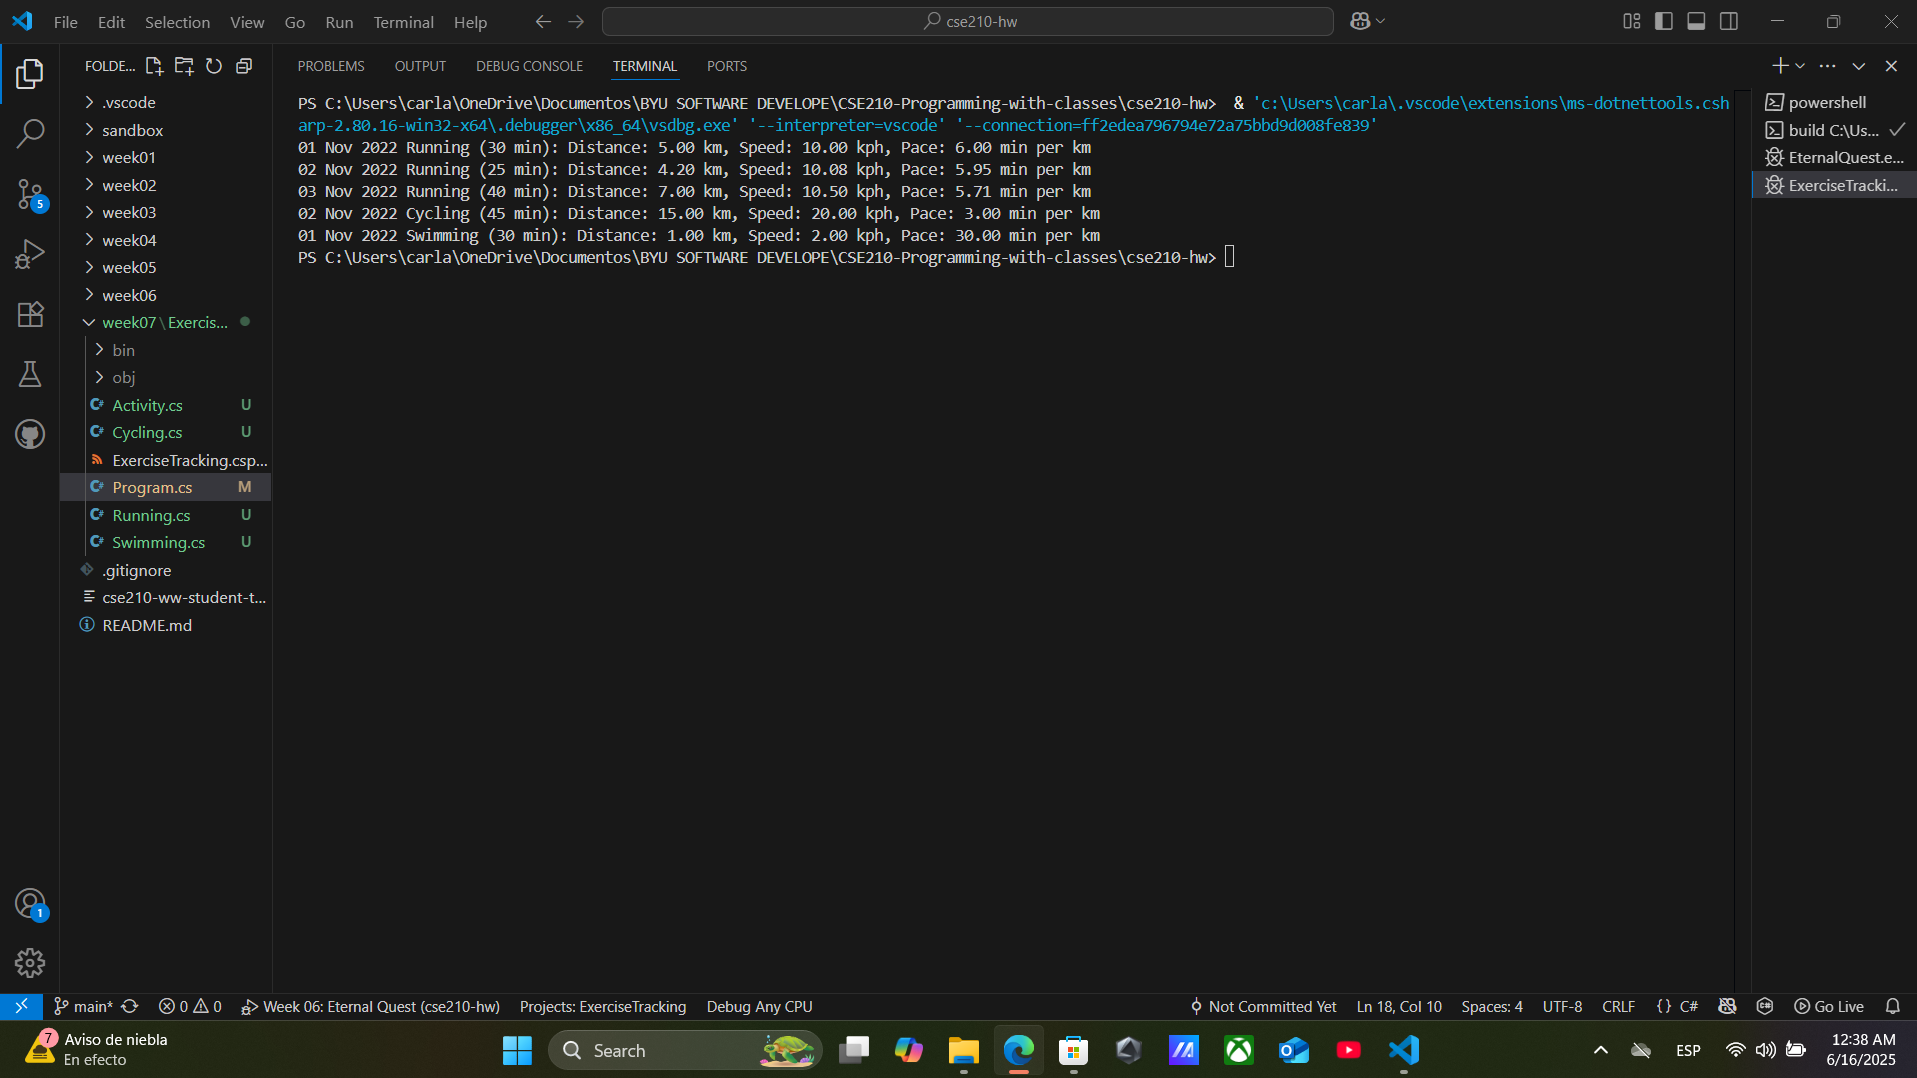 File Edit Selection View Go Run Terminal Help
cse210-hw
FOLDE...
PROBLEMS OUTPUT DEBUG CONSOLE TERMINAL PORTS
.vscode
sandbox
week01
week02
week03
week04
week05
week06
week07\Exercis...
bin
obj
Activity.cs U
Cycling.cs U
ExerciseTracking.csp...
Program.cs M
Running.cs U
Swimming.cs U
.gitignore
cse210-ww-student-t...
README.md
5
1
PS C:\Users\carla\OneDrive\Documentos\BYU SOFTWARE DEVELOPE\CSE210-Programming-with-classes\cse210-hw>  & 'c:\Users\carla\.vscode\extensions\ms-dotnettools.csh
arp-2.80.16-win32-x64\.debugger\x86_64\vsdbg.exe' '--interpreter=vscode' '--connection=ff2edea796794e72a75bbd9d008fe839'
01 Nov 2022 Running (30 min): Distance: 5.00 km, Speed: 10.00 kph, Pace: 6.00 min per km
02 Nov 2022 Running (25 min): Distance: 4.20 km, Speed: 10.08 kph, Pace: 5.95 min per km
03 Nov 2022 Running (40 min): Distance: 7.00 km, Speed: 10.50 kph, Pace: 5.71 min per km
02 Nov 2022 Cycling (45 min): Distance: 15.00 km, Speed: 20.00 kph, Pace: 3.00 min per km
01 Nov 2022 Swimming (30 min): Distance: 1.00 km, Speed: 2.00 kph, Pace: 30.00 min per km
PS C:\Users\carla\OneDrive\Documentos\BYU SOFTWARE DEVELOPE\CSE210-Programming-with-classes\cse210-hw>
powershell
build C:\Us...
EternalQuest.e...
ExerciseTracki...
main* 0 0 Week 06: Eternal Quest (cse210-hw) Projects: ExerciseTracking Debug Any CPU Not Committed Yet Ln 18, Col 10 Spaces: 4 UTF-8 CRLF {} C# Go Live
7
Aviso de niebla
En efecto
Search
ESP
12:38 AM
6/16/2025